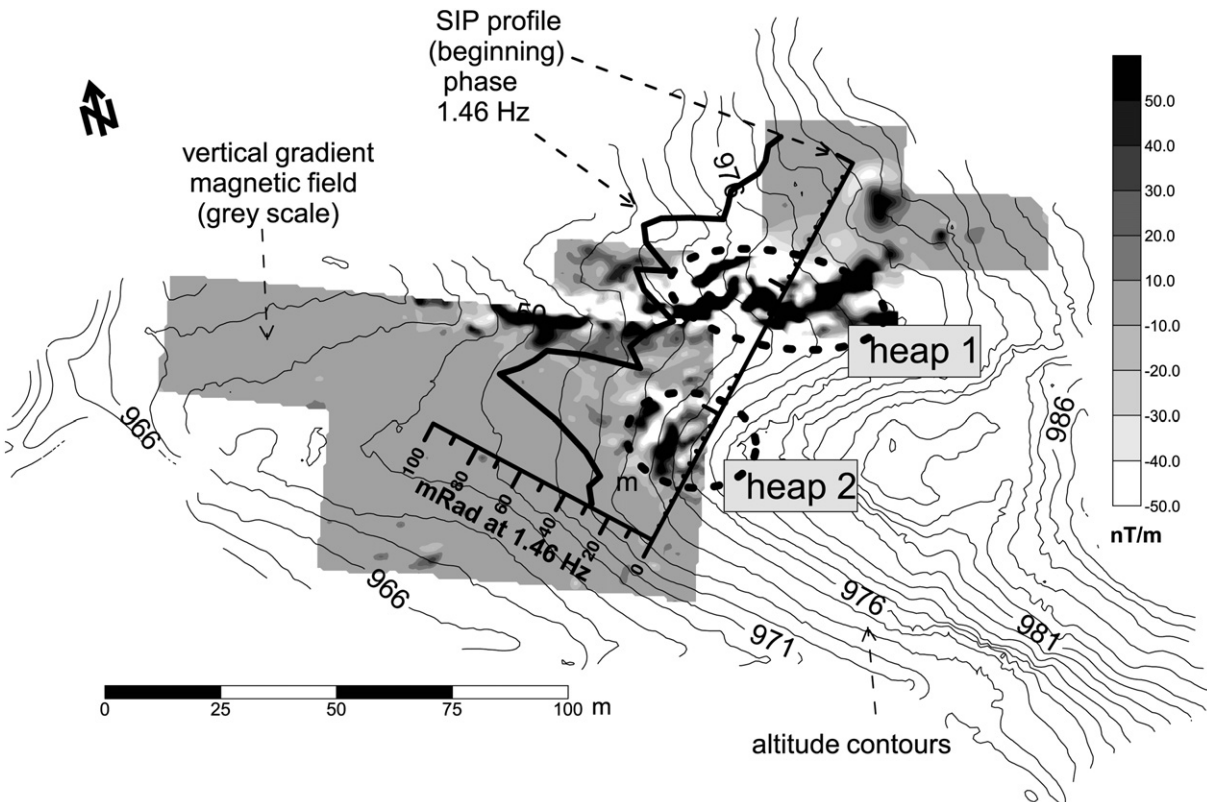 SIP profile
(beginning)
phase
1.46 Hz
N
vertical gradient
magnetic field
(grey scale)
976
50
50.0
40.0
30.0
20.0
10.0
-10.0
-20.0
-30.0
-40.0
-50.0
nT/m
heap 1
heap 2
m
986
966
100
80
60
40
20
0
mRad at 1.46 Hz
966
971
976
981
0
25
50
75
100
m
altitude contours